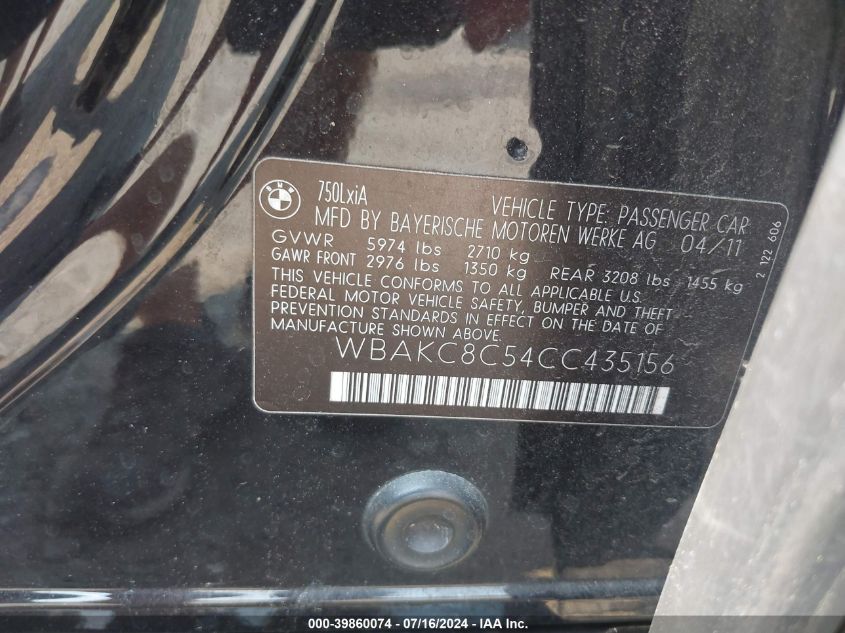 BMW
750LxiA
VEHICLE TYPE: PASSENGER CAR
MFD BY BAYERISCHE MOTOREN WERKE AG 04/11
GVWR 5974 lbs 2710 kg
GAWR FRONT 2976 lbs 1350 kg REAR 3208 lbs 1455 kg
THIS VEHICLE CONFORMS TO ALL APPLICABLE U.S.
FEDERAL MOTOR VEHICLE SAFETY, BUMPER AND THEFT
PREVENTION STANDARDS IN EFFECT ON THE DATE OF
MANUFACTURE SHOWN ABOVE.
WBAKC8C54CC435156
2 122 606
000-39860074 - 07/16/2024 - IAA Inc.